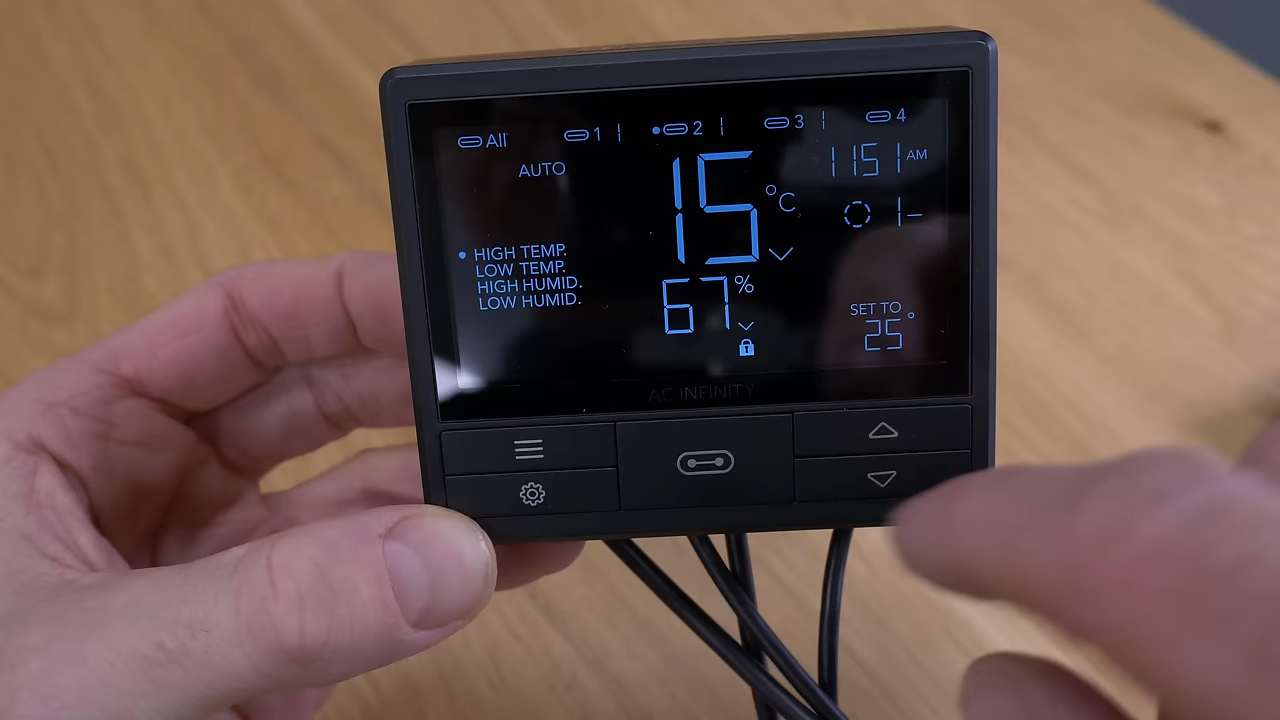 All 1 2 3 4
AUTO
15 °C
1151 AM
1-
HIGH TEMP.
LOW TEMP.
HIGH HUMID.
LOW HUMID.
67 %
SET TO
25°
AC INFINITY